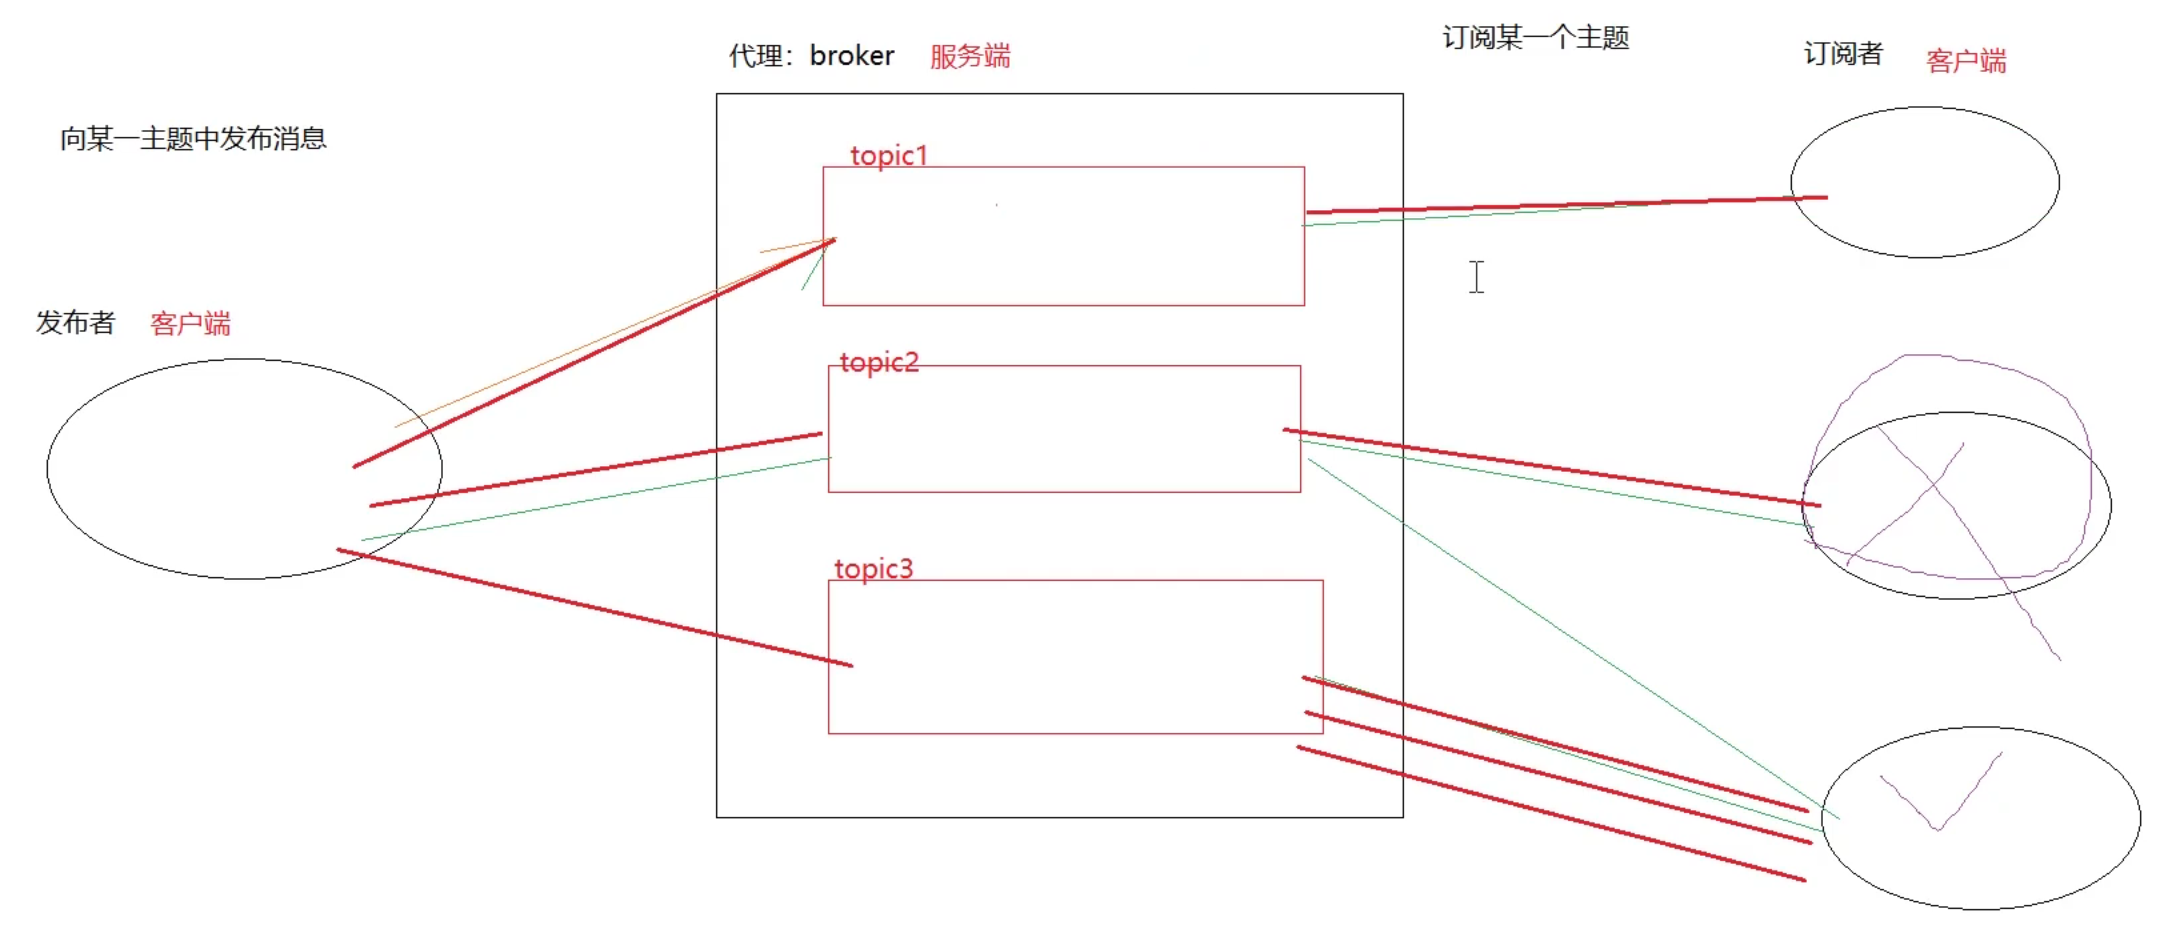 订阅某一个主题
代理：broker 服务端
订阅者 客户端
向某一主题中发布消息
topic1
发布者 客户端
topic2
topic3